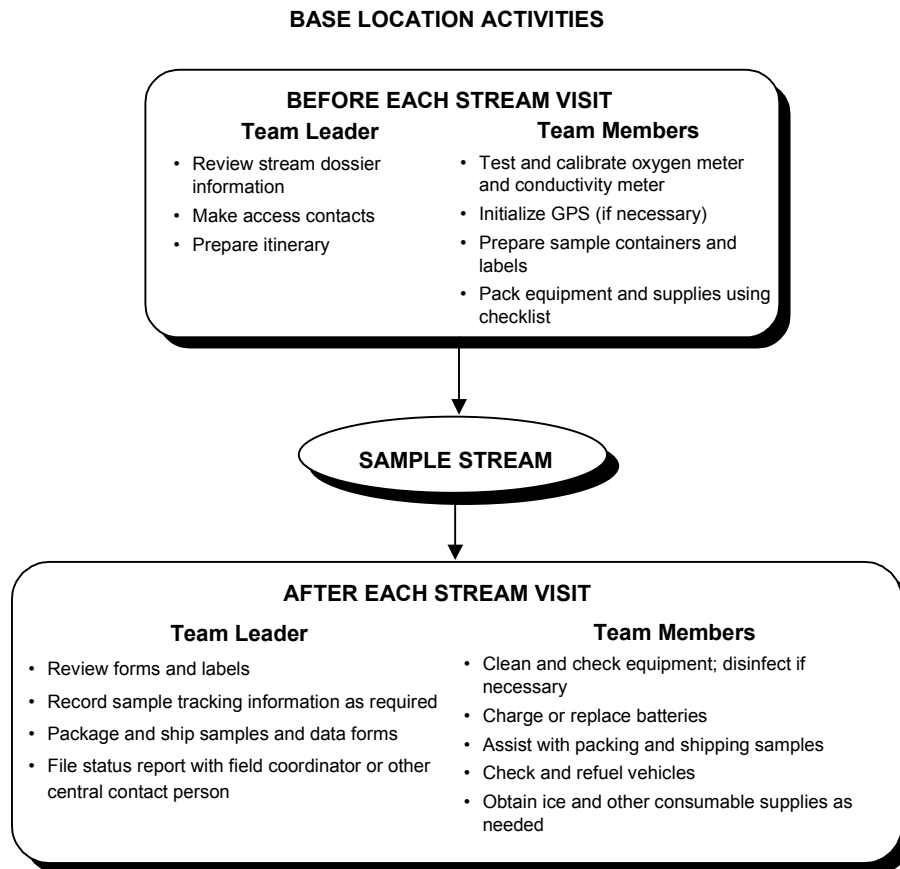 BASE LOCATION ACTIVITIES
BEFORE EACH STREAM VISIT
Team Leader
• Review stream dossier
information
• Make access contacts
• Prepare itinerary
Team Members
• Test and calibrate oxygen meter
and conductivity meter
• Initialize GPS (if necessary)
• Prepare sample containers and
labels
• Pack equipment and supplies using
checklist
SAMPLE STREAM
AFTER EACH STREAM VISIT
Team Leader
• Review forms and labels
• Record sample tracking information as required
• Package and ship samples and data forms
• File status report with field coordinator or other
central contact person
Team Members
• Clean and check equipment; disinfect if
necessary
• Charge or replace batteries
• Assist with packing and shipping samples
• Check and refuel vehicles
• Obtain ice and other consumable supplies as
needed